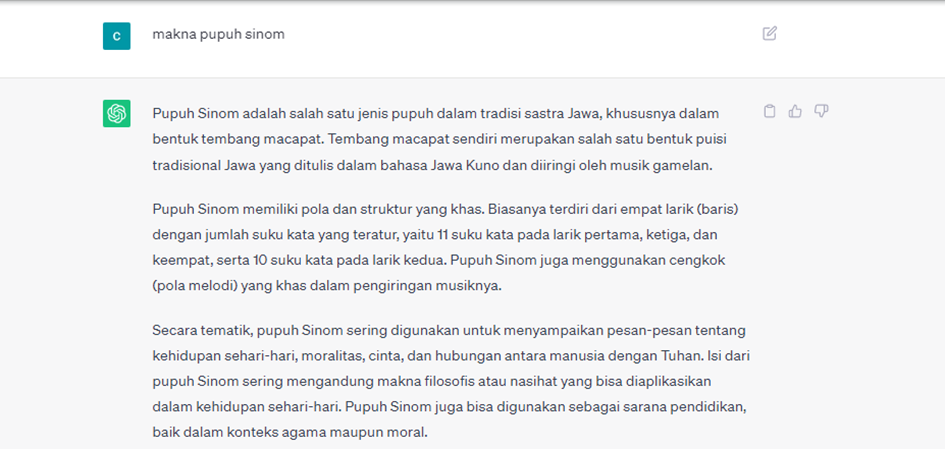 C makna pupuh sinom
Pupuh Sinom adalah salah satu jenis pupuh dalam tradisi sastra Jawa, khususnya dalam
bentuk tembang macapat. Tembang macapat sendiri merupakan salah satu bentuk puisi
tradisional Jawa yang ditulis dalam bahasa Jawa Kuno dan diiringi oleh musik gamelan.
Pupuh Sinom memiliki pola dan struktur yang khas. Biasanya terdiri dari empat larik (baris)
dengan jumlah suku kata yang teratur, yaitu 11 suku kata pada larik pertama, ketiga, dan
keempat, serta 10 suku kata pada larik kedua. Pupuh Sinom juga menggunakan cengkok
(pola melodi) yang khas dalam pengiringan musiknya.
Secara tematik, pupuh Sinom sering digunakan untuk menyampaikan pesan-pesan tentang
kehidupan sehari-hari, moralitas, cinta, dan hubungan antara manusia dengan Tuhan. Isi dari
pupuh Sinom sering mengandung makna filosofis atau nasihat yang bisa diaplikasikan
dalam kehidupan sehari-hari. Pupuh Sinom juga bisa digunakan sebagai sarana pendidikan,
baik dalam konteks agama maupun moral.